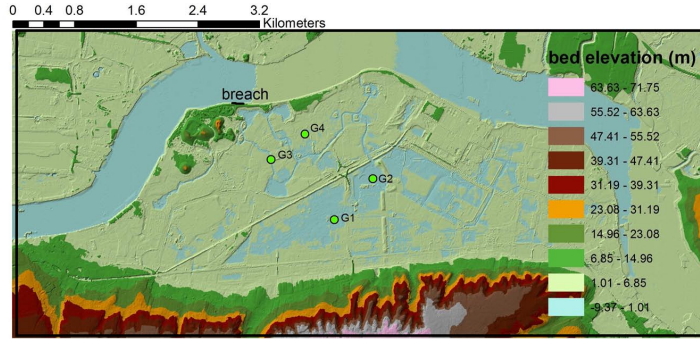 0 0.4 0.8 1.6 2.4 3.2
Kilometers
bed elevation (m)
63.63 - 71.75
55.52 - 63.63
47.41 - 55.52
39.31 - 47.41
31.19 - 39.31
23.08 - 31.19
14.96 - 23.08
6.85 - 14.96
1.01 - 6.85
-9.37 - 1.01
breach
G4
G3
G2
G1